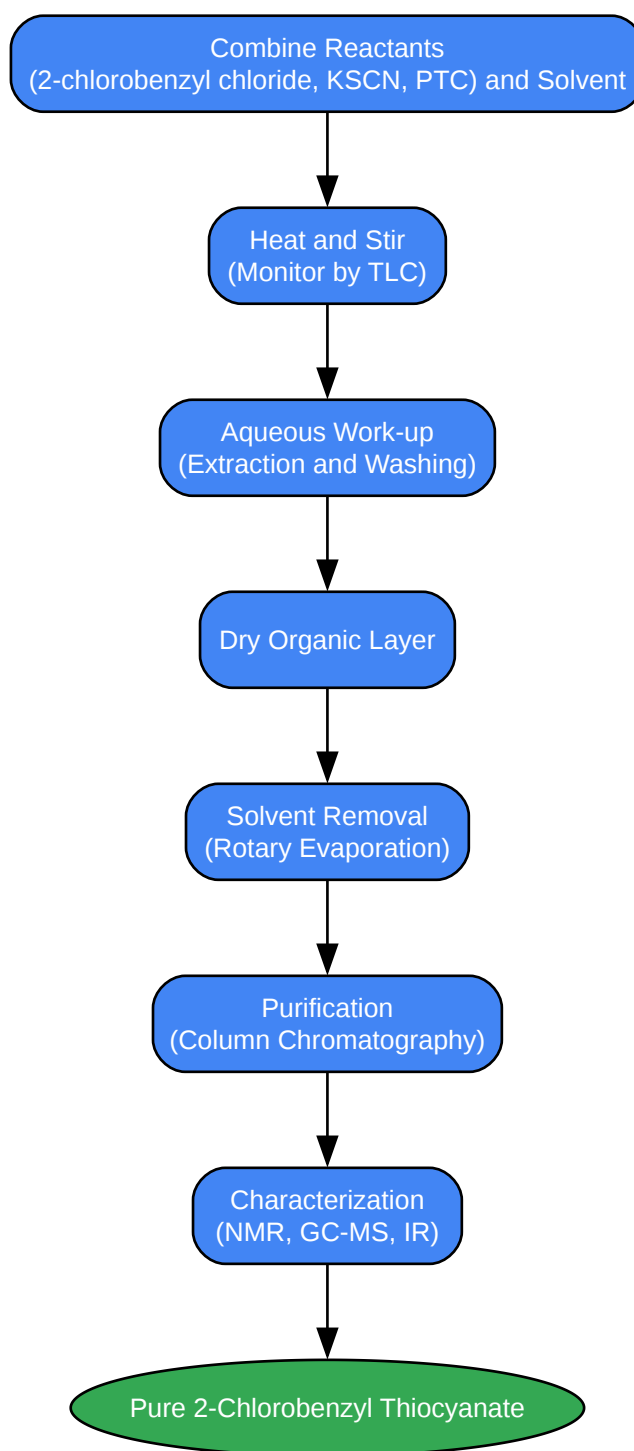 Combine Reactants
(2-chlorobenzyl chloride, KSCN, PTC) and Solvent
Heat and Stir
(Monitor by TLC)
Aqueous Work-up
(Extraction and Washing)
Dry Organic Layer
Solvent Removal
(Rotary Evaporation)
Purification
(Column Chromatography)
Characterization
(NMR, GC-MS, IR)
Pure 2-Chlorobenzyl Thiocyanate